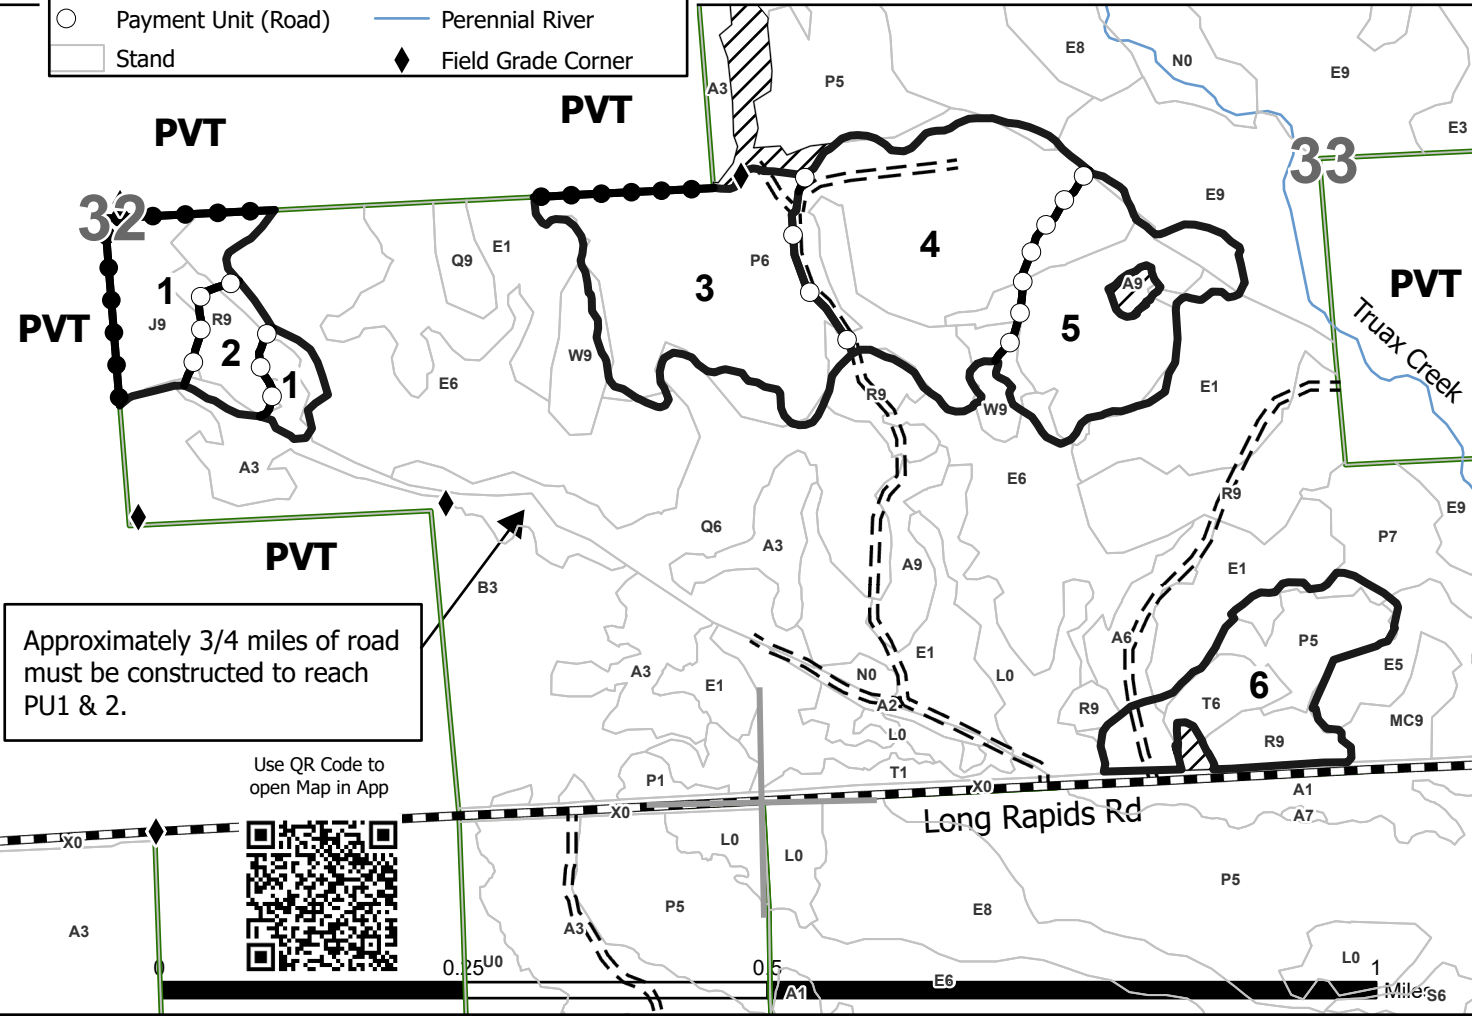 Payment Unit (Road)
Perennial River
Stand
Field Grade Corner
E8
N0
E9
P5
A3
PVT
PVT
E3
33
32
E9
Q9
E1
P6
4
PVT
1
3
A9
J9
R9
PVT
5
Truax Creek
2
W9
E6
1
R9
W9
E1
A3
E6
R9
E9
Q6
A3
P7
PVT
A9
E1
B3
Approximately 3/4 miles of road
must be constructed to reach
PU1 & 2.
A6
P5
E1
E5
A3
N0
L0
E1
6
A2
R9
T6
MC9
L0
R9
Use QR Code to
open Map in App
P1
T1
X0
A1
X0
Long Rapids Rd
A7
X0
L0
L0
P5
P5
E8
A3
A3
L0
0
0.25
U0
0.5
1
E6
A1
Miles
S6